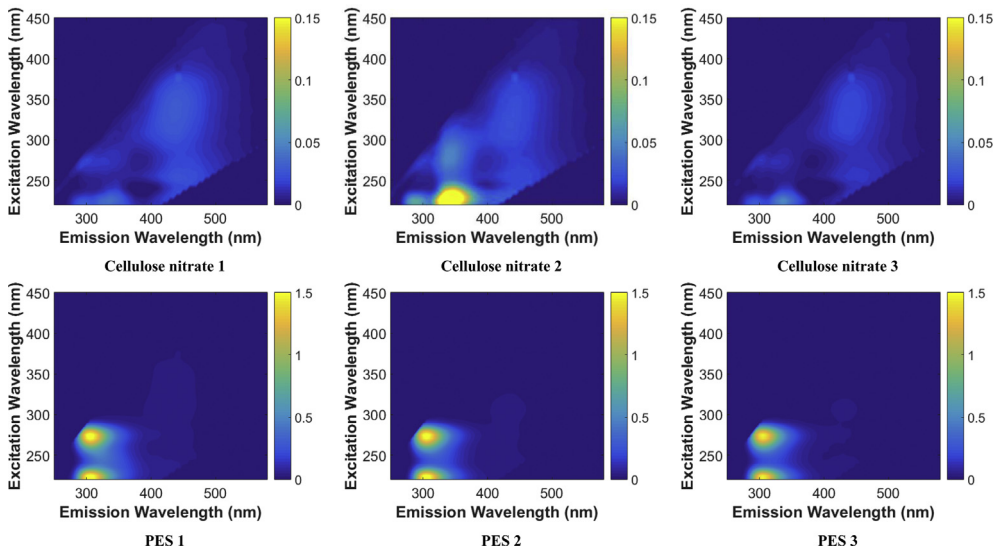 450
400
350
300
250
300 400 500
0.15
0.1
0.05
0
Excitation Wavelength (nm)
Emission Wavelength (nm)
Cellulose nitrate 1
450
400
350
300
250
300 400 500
0.15
0.1
0.05
0
Excitation Wavelength (nm)
Emission Wavelength (nm)
Cellulose nitrate 2
450
400
350
300
250
300 400 500
0.15
0.1
0.05
0
Excitation Wavelength (nm)
Emission Wavelength (nm)
Cellulose nitrate 3
450
400
350
300
250
300 400 500
1.5
1
0.5
0
Excitation Wavelength (nm)
Emission Wavelength (nm)
PES 1
450
400
350
300
250
300 400 500
1.5
1
0.5
0
Excitation Wavelength (nm)
Emission Wavelength (nm)
PES 2
450
400
350
300
250
300 400 500
1.5
1
0.5
0
Excitation Wavelength (nm)
Emission Wavelength (nm)
PES 3